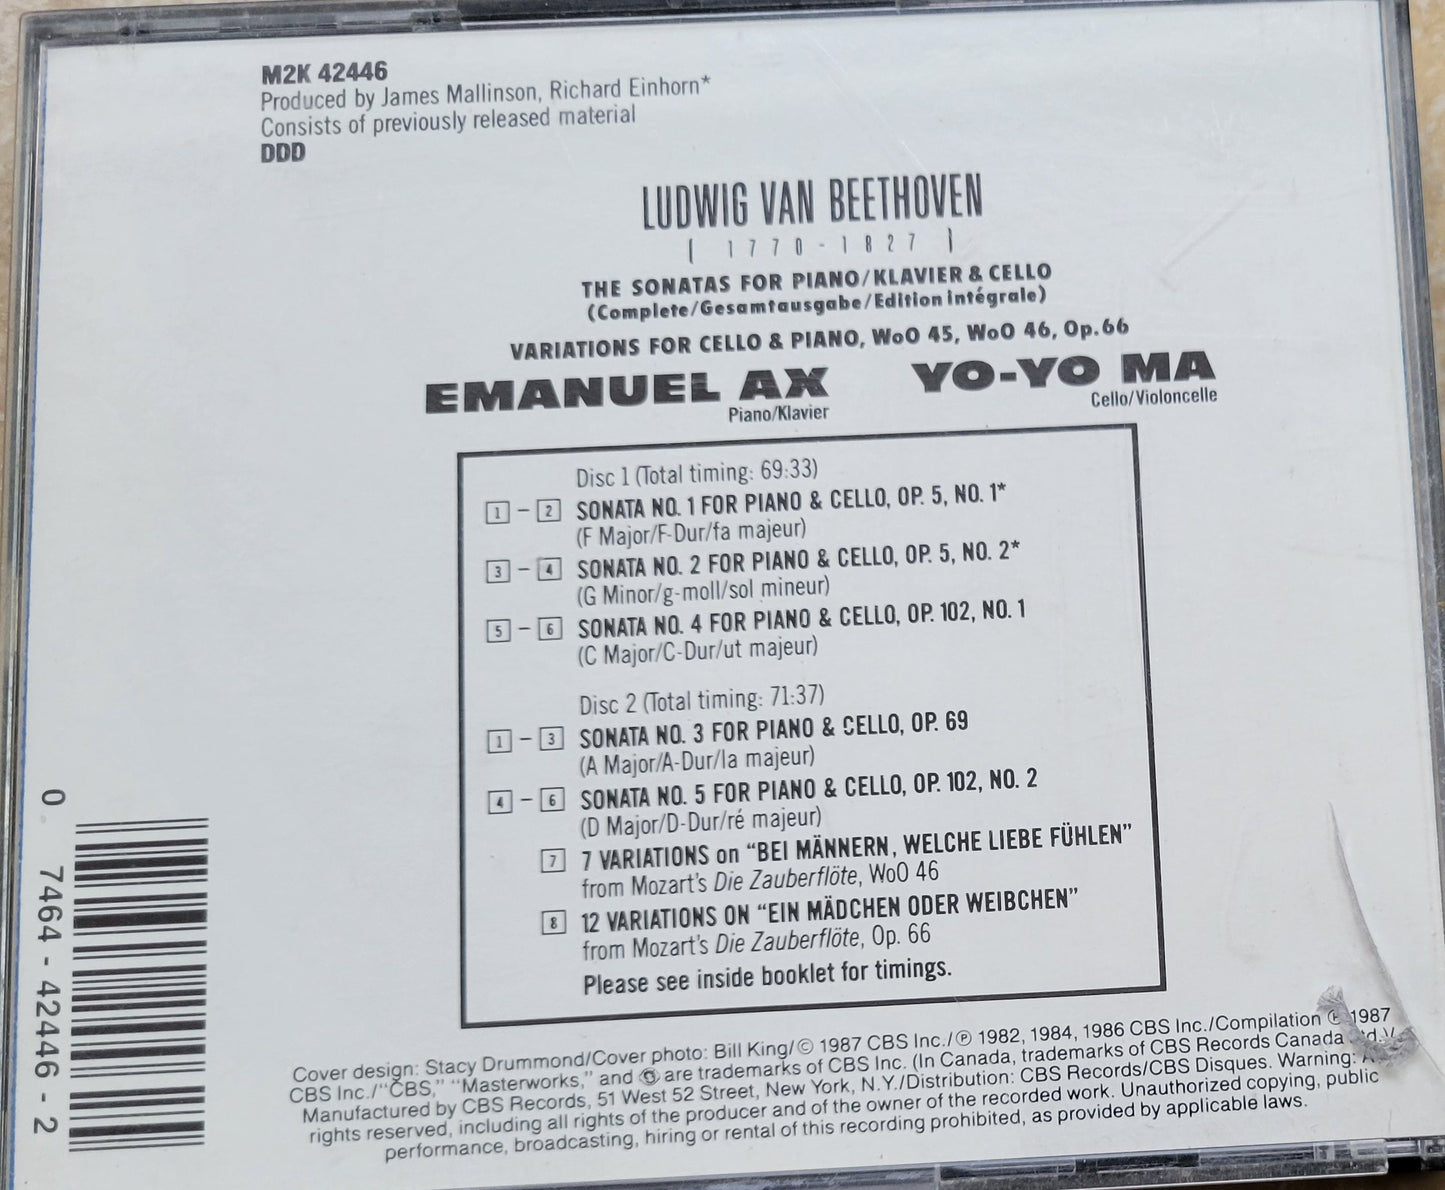 M2K 42446
Produced by James Mallinson, Richard Einhorn*
Consists of previously released material
DDD
LUDWIG VAN BEETHOVEN
( 1770 - 1827 )
THE SONATAS FOR PIANO/KLAVIER & CELLO
(Complete/Gesamtausgabe/Edition intégrale)
VARIATIONS FOR CELLO & PIANO, WoO 45, WoO 46, Op. 66
EMANUEL AX YO-YO MA
Piano/Klavier Cello/Violoncelle
Disc 1 (Total timing: 69:33)
1 – 2 SONATA NO. 1 FOR PIANO & CELLO, OP. 5, NO. 1*
(F Major/F-Dur/fa majeur)
3 – 4 SONATA NO. 2 FOR PIANO & CELLO, OP. 5, NO. 2*
(G Minor/g-moll/sol mineur)
5 – 6 SONATA NO. 4 FOR PIANO & CELLO, OP. 102, NO. 1
(C Major/C-Dur/ut majeur)
Disc 2 (Total timing: 71:37)
1 – 3 SONATA NO. 3 FOR PIANO & CELLO, OP. 69
(A Major/A-Dur/la majeur)
4 – 6 SONATA NO. 5 FOR PIANO & CELLO, OP. 102, NO. 2
(D Major/D-Dur/ré majeur)
7 7 VARIATIONS on "BEI MÄNNERN, WELCHE LIEBE FÜHLEN"
from Mozart's Die Zauberflöte, WoO 46
8 12 VARIATIONS ON "EIN MÄDCHEN ODER WEIBCHEN"
from Mozart's Die Zauberflöte, Op. 66
Please see inside booklet for timings.
Cover design: Stacy Drummond/Cover photo: Bill King/© 1987 CBS Inc./℗ 1982, 1984, 1986 CBS Inc./Compilation ℗ 1987
CBS Inc./"CBS," "Masterworks," and are trademarks of CBS Inc. (In Canada, trademarks of CBS Records Canada
Manufactured by CBS Records, 51 West 52 Street, New York, N.Y./Distribution: CBS Records/CBS Disques. Warning:
rights reserved, including all rights of the producer and of the owner of the recorded work. Unauthorized copying, public
performance, broadcasting, hiring or rental of this recording prohibited, as provided by applicable laws.
0 7464-42446-2